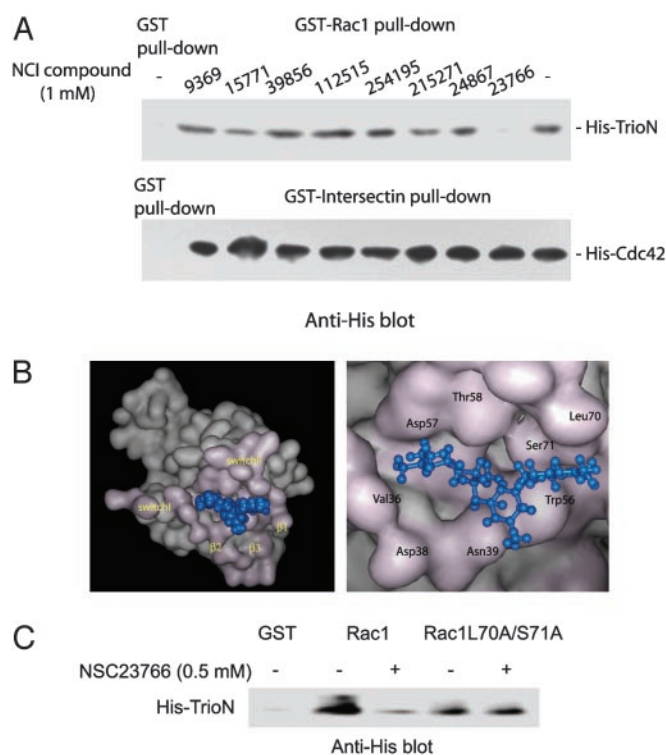 A
GST pull-down
GST-Rac1 pull-down
NCI compound (1 mM)
- 9369 15771 39856 112515 254195 215271 24867 23766 -
- His-TrioN
GST pull-down
GST-Intersectin pull-down
- His-Cdc42
Anti-His blot
B
switchII
switchI
β1
β2
β3
Thr58
Leu70
Asp57
Ser71
Val36
Trp56
Asp38
Asn39
C
GST Rac1 Rac1L70A/S71A
NSC23766 (0.5 mM) - - + - +
His-TrioN
Anti-His blot